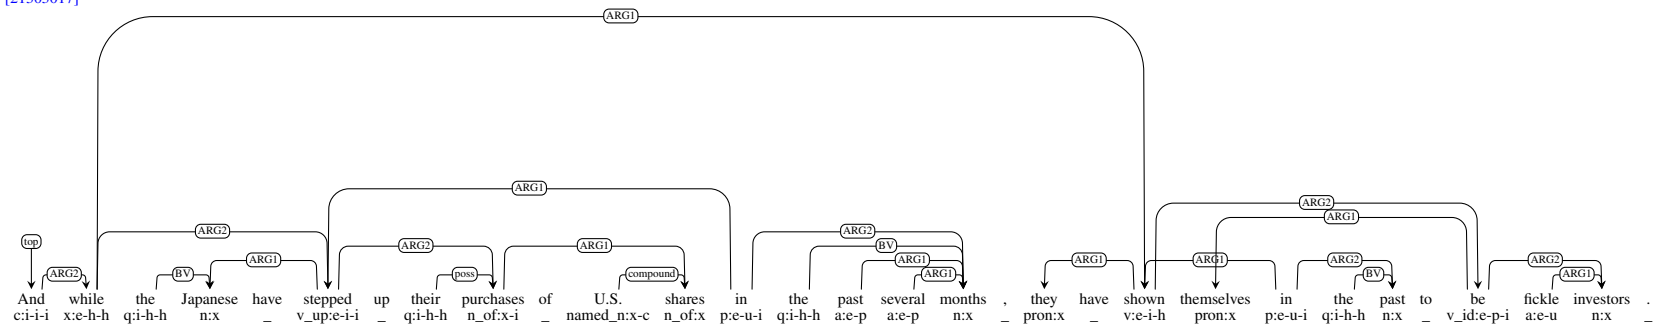 [21505017]
ARG1
ARG1
ARG2
ARG1
ARG2
ARG2
ARG2
ARG1
ARG2
BV
top
ARG1
ARG1
ARG1
ARG1
ARG2
ARG2
ARG2
BV
poss
compound
ARG1
BV
ARG1
And while the Japanese have stepped up their purchases of U.S. shares in the past several months , they have shown themselves in the past to be fickle investors .
c:i-i-i x:e-h-h q:i-h-h n:x _ v_up:e-i-i _ q:i-h-h n_of:x-i _ named_n:x-c n_of:x p:e-u-i q:i-h-h a:e-p a:e-p n:x _ pron:x _ v:e-i-h pron:x p:e-u-i q:i-h-h n:x _ v_id:e-p-i a:e-u n:x _